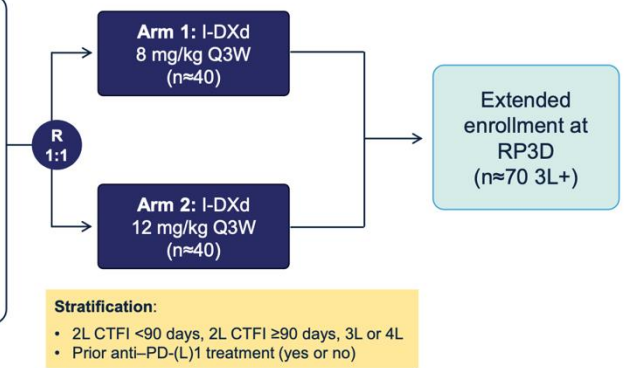 Arm 1: I-DXd
8 mg/kg Q3W
(n≈40)
R
1:1
Extended
enrollment at
RP3D
(n≈70 3L+)
Arm 2: I-DXd
12 mg/kg Q3W
(n≈40)
Stratification:
• 2L CTFI <90 days, 2L CTFI ≥90 days, 3L or 4L
• Prior anti–PD-(L)1 treatment (yes or no)